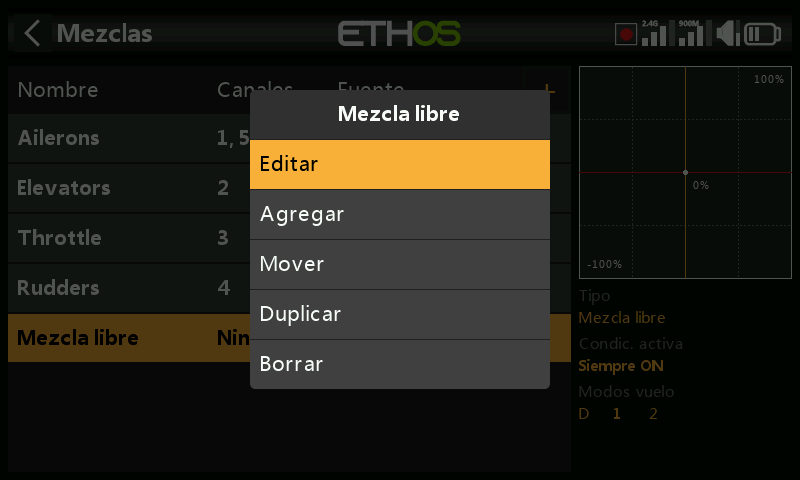 Mezclas
ETHOS
2.4G
900M
Nombre Canales Fuente +
Ailerons 1, 5
Elevators 2
Throttle 3
Rudders 4
Mezcla libre Nin
Mezcla libre
Editar
Agregar
Mover
Duplicar
Borrar
100%
0%
-100%
Tipo
Mezcla libre
Condic. activa
Siempre ON
Modos vuelo
D 1 2